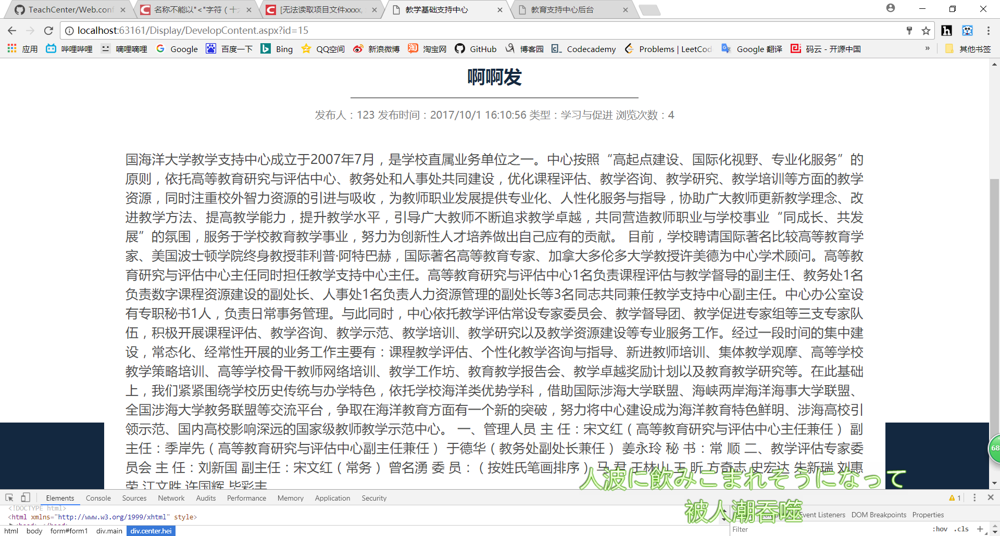 TeachCenter/Web.conf
名称不能以"<"字符（十六
[无法读取项目文件xxxx,
教学基础支持中心
教育支持中心后台
localhost:63161/Display/DevelopContent.aspx?id=15
应用 哔哩哔哩 嘀哩嘀哩 Google 百度一下 Bing QQ空间 新浪微博 淘宝网 GitHub 博客园 Codecademy Problems | LeetCod Google 翻译 码云 - 开源中国 » 其他书签
啊啊发
发布人：123 发布时间：2017/10/1 16:10:56 类型：学习与促进 浏览次数：4
国海洋大学教学支持中心成立于2007年7月，是学校直属业务单位之一。中心按照“高起点建设、国际化视野、专业化服务”的
原则，依托高等教育研究与评估中心、教务处和人事处共同建设，优化课程评估、教学咨询、教学研究、教学培训等方面的教学
资源，同时注重校外智力资源的引进与吸收，为教师职业发展提供专业化、人性化服务与指导，协助广大教师更新教学理念、改
进教学方法、提高教学能力，提升教学水平，引导广大教师不断追求教学卓越，共同营造教师职业与学校事业“同成长、共发
展”的氛围，服务于学校教育教学事业，努力为创新性人才培养做出自己应有的贡献。 目前，学校聘请国际著名比较高等教育学
家、美国波士顿学院终身教授菲利普·阿特巴赫，国际著名高等教育专家、加拿大多伦多大学教授许美德为中心学术顾问。高等教
育研究与评估中心主任同时担任教学支持中心主任。高等教育研究与评估中心1名负责课程评估与教学督导的副主任、教务处1名
负责数字课程资源建设的副处长、人事处1名负责人力资源管理的副处长等3名同志共同兼任教学支持中心副主任。中心办公室设
有专职秘书1人，负责日常事务管理。与此同时，中心依托教学评估常设专家委员会、教学督导团、教学促进专家组等三支专家队
伍，积极开展课程评估、教学咨询、教学示范、教学培训、教学研究以及教学资源建设等专业服务工作。经过一段时间的集中建
设，常态化、经常性开展的业务工作主要有：课程教学评估、个性化教学咨询与指导、新进教师培训、集体教学观摩、高等学校
教学策略培训、高等学校骨干教师网络培训、教学工作坊、教育教学报告会、教学卓越奖励计划以及教育教学研究等。在此基础
上，我们紧紧围绕学校历史传统与办学特色，依托学校海洋类优势学科，借助国际涉海大学联盟、海峡两岸海洋海事大学联盟、
全国涉海大学教务联盟等交流平台，争取在海洋教育方面有一个新的突破，努力将中心建设成为海洋教育特色鲜明、涉海高校引
领示范、国内高校影响深远的国家级教师教学示范中心。 一、管理人员 主 任：宋文红（高等教育研究与评估中心主任兼任） 副
主任：季岸先（高等教育研究与评估中心副主任兼任） 于德华（教务处副处长兼任） 姜永玲 秘 书：常 顺 二、教学评估专家委
员会 主 任：刘新国 副主任：宋文红（常务） 曾名湧 委 员：（按姓氏笔画排序） 马 君 王林山 王 昕 方奇志 史宏达 朱新瑞 刘惠
荣 江文胜 许国辉 毕彩丰
68
人波に飲みこまれそうになって
被人潮吞噬
Elements Console Sources Network Audits Performance Memory Application Security 1
<!DOCTYPE html>
<html xmlns="http://www.w3.org/1999/xhtml" style>
Event Listeners DOM Breakpoints Properties
html body form#form1 div.main div.center.hei
Filter :hov .cls +